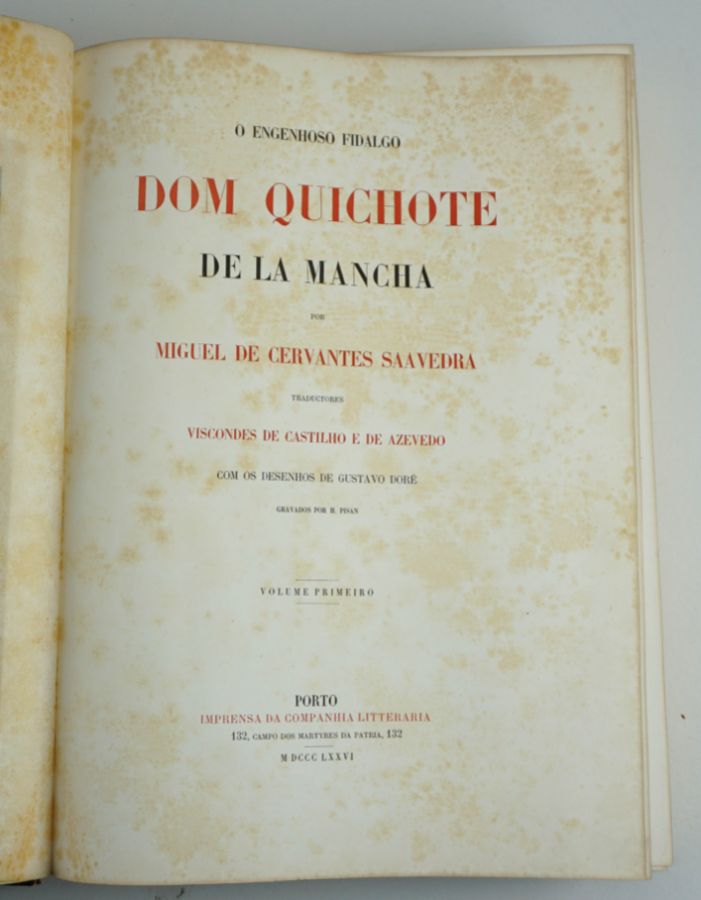 O ENGENHOSO FIDALGO
DOM QUICHOTE
DE LA MANCHA
POR
MIGUEL DE CERVANTES SAAVEDRA
TRADUCTORES
VISCONDES DE CASTILHO E DE AZEVEDO
COM OS DESENHOS DE GUSTAVO DORÉ
GRAVADOS POR H. PISAN
VOLUME PRIMEIRO
PORTO
IMPRENSA DA COMPANHIA LITTERARIA
132, CAMPO DOS MARTYRES DA PATRIA, 132
M DCCC LXXVI